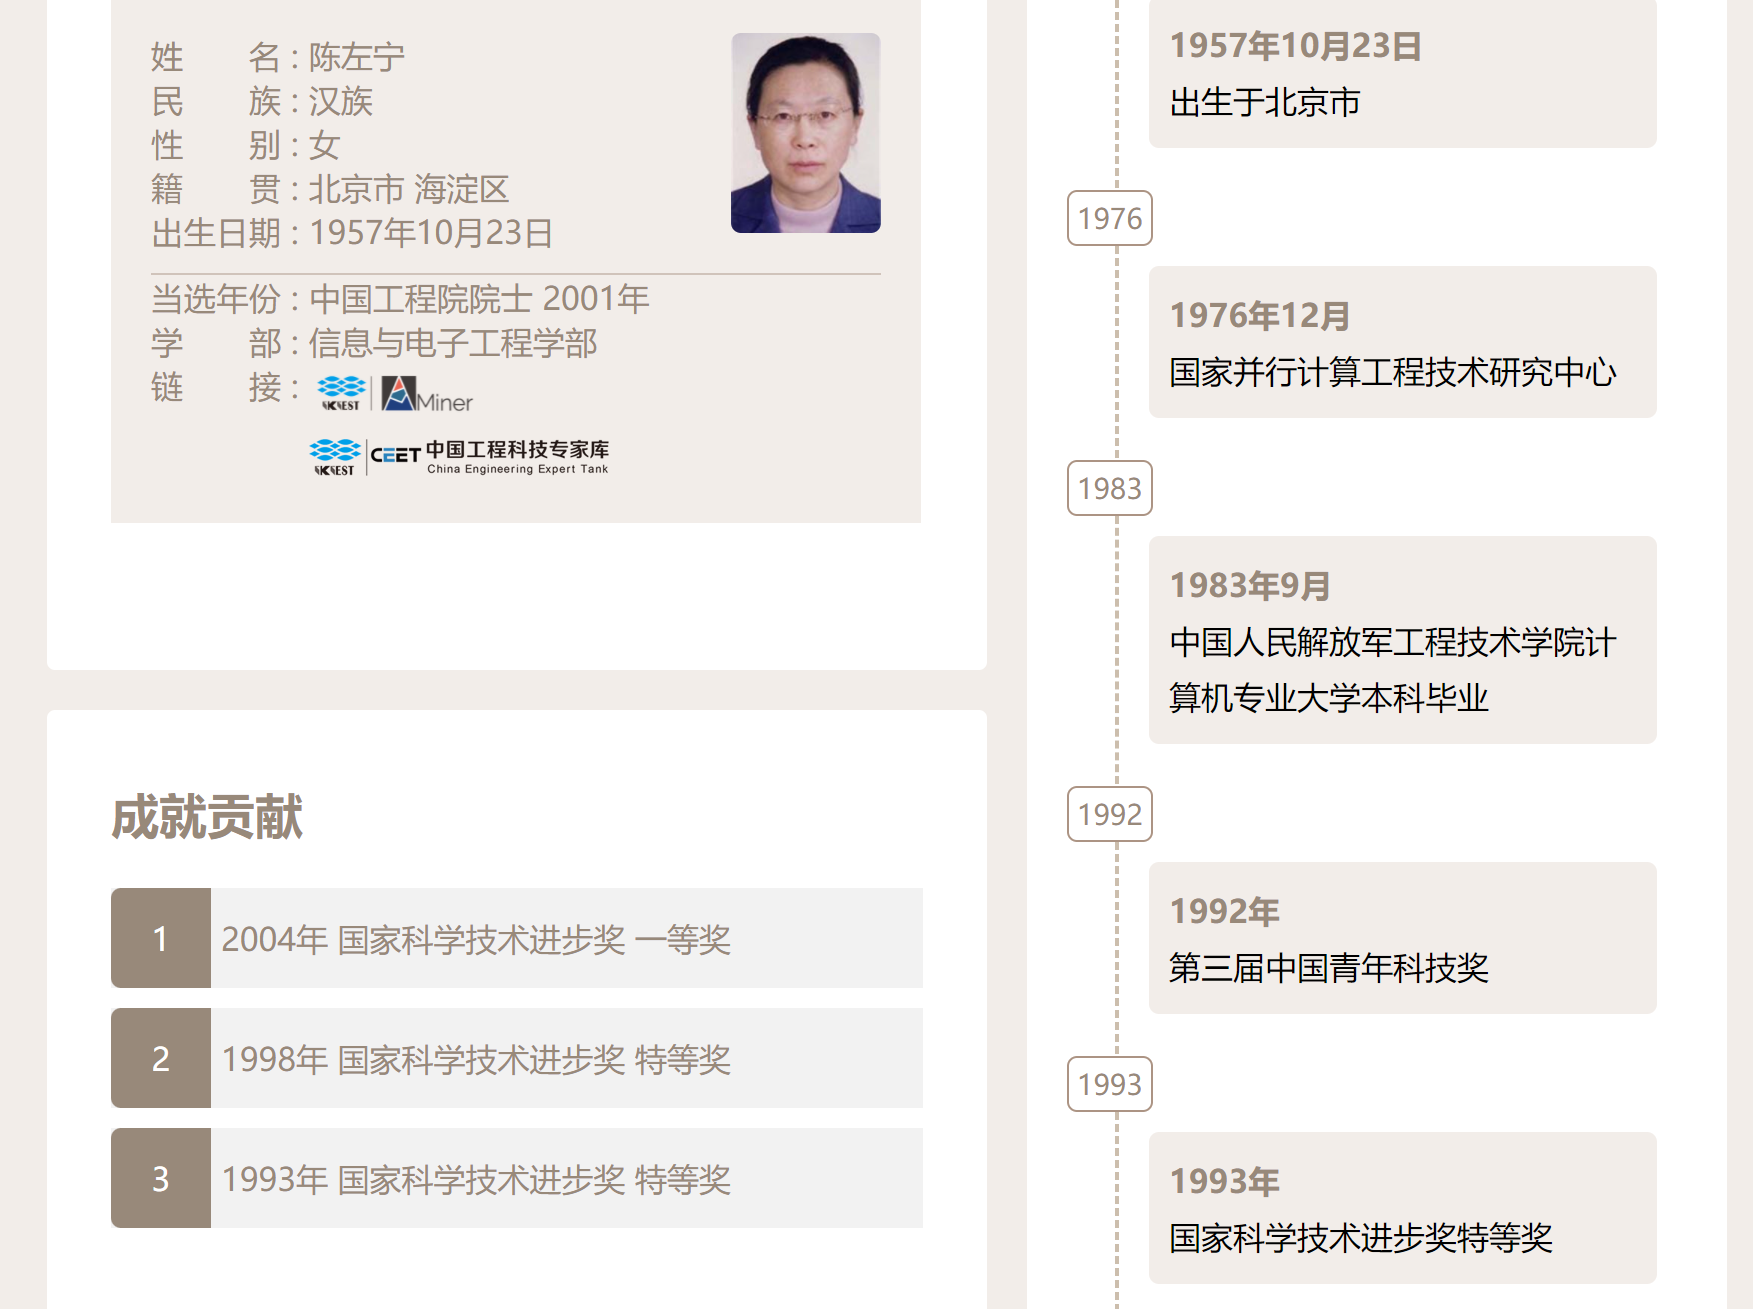 姓 名 : 陈左宁
民 族 : 汉族
性 别 : 女
籍 贯 : 北京市 海淀区
出生日期 : 1957年10月23日
当选年份 : 中国工程院院士 2001年
学 部 : 信息与电子工程学部
链 接 :
IKCEST AMiner
IKCEST CEET 中国工程科技专家库
China Engineering Expert Tank
成就贡献
1 2004年 国家科学技术进步奖 一等奖
2 1998年 国家科学技术进步奖 特等奖
3 1993年 国家科学技术进步奖 特等奖
1957年10月23日
出生于北京市
1976
1976年12月
国家并行计算工程技术研究中心
1983
1983年9月
中国人民解放军工程技术学院计
算机专业大学本科毕业
1992
1992年
第三届中国青年科技奖
1993
1993年
国家科学技术进步奖特等奖